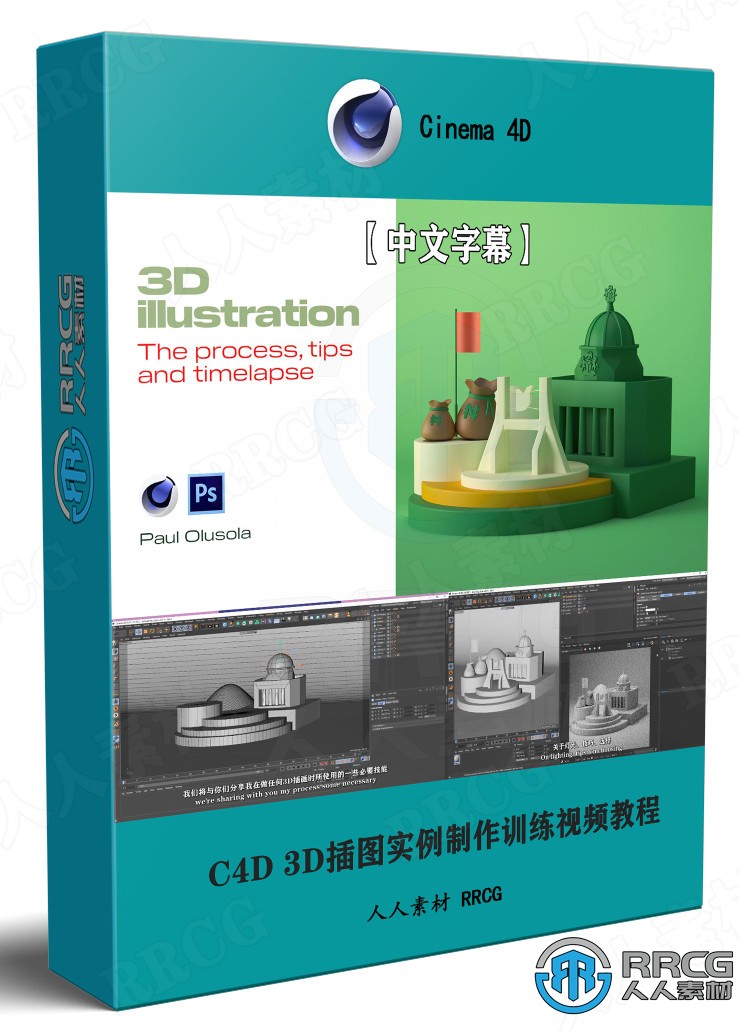 Cinema 4D
【中文字幕】
3D
illustration
The process, tips
and timelapse
Ps
Paul Olusola
RRCG
人人素材
我们将与你们分享我在做任何3D插画时所使用的一些必要技能
we're sharing with you my process some necessary
C4D 3D插图实例制作训练视频教程
人人素材 RRCG
RRCG
人人素材